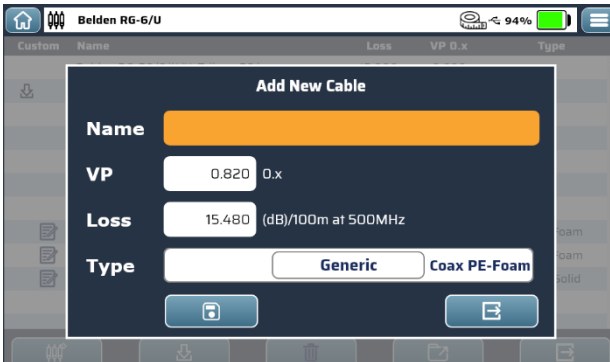 Belden RG-6/U
94%
Custom Name Loss VP 0.x Type
Add New Cable
Name
VP 0.820 0.x
Loss 15.480 (dB)/100m at 500MHz
Foam
Type Generic Coax PE-Foam
Foam
Solid